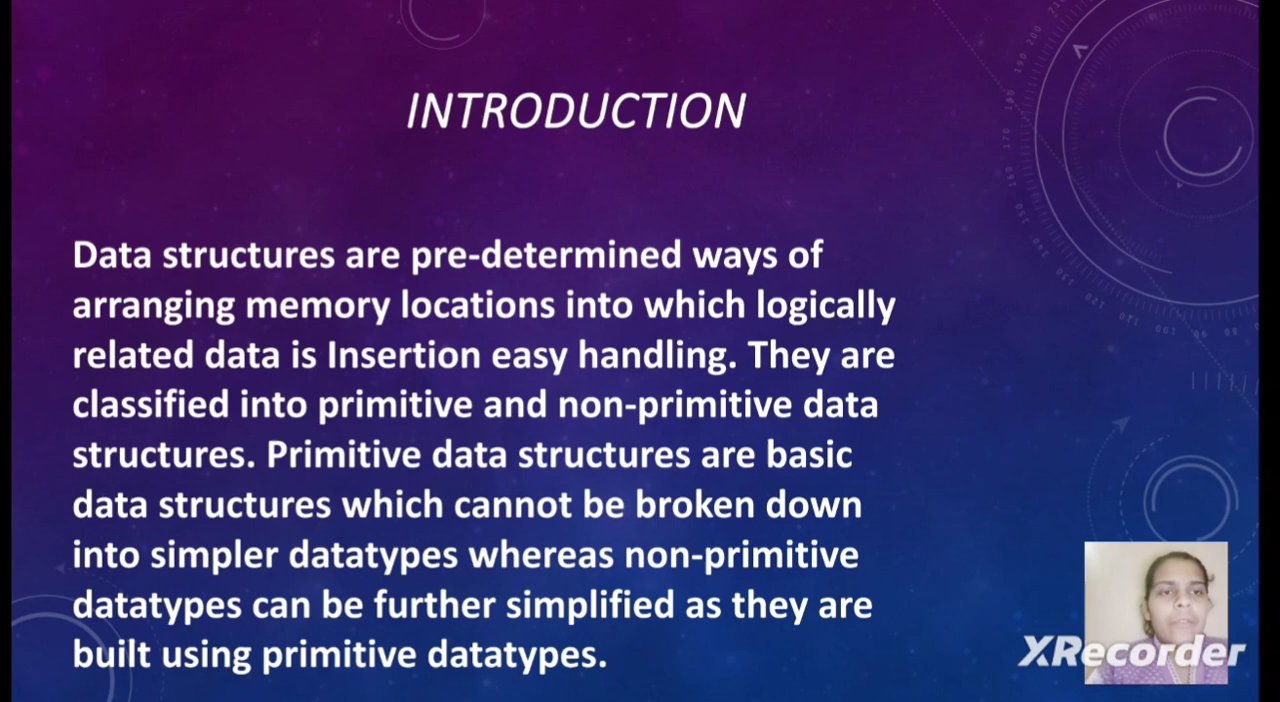 INTRODUCTION
Data structures are pre-determined ways of
arranging memory locations into which logically
related data is Insertion easy handling. They are
classified into primitive and non-primitive data
structures. Primitive data structures are basic
data structures which cannot be broken down
into simpler datatypes whereas non-primitive
datatypes can be further simplified as they are
built using primitive datatypes.
XRecorder